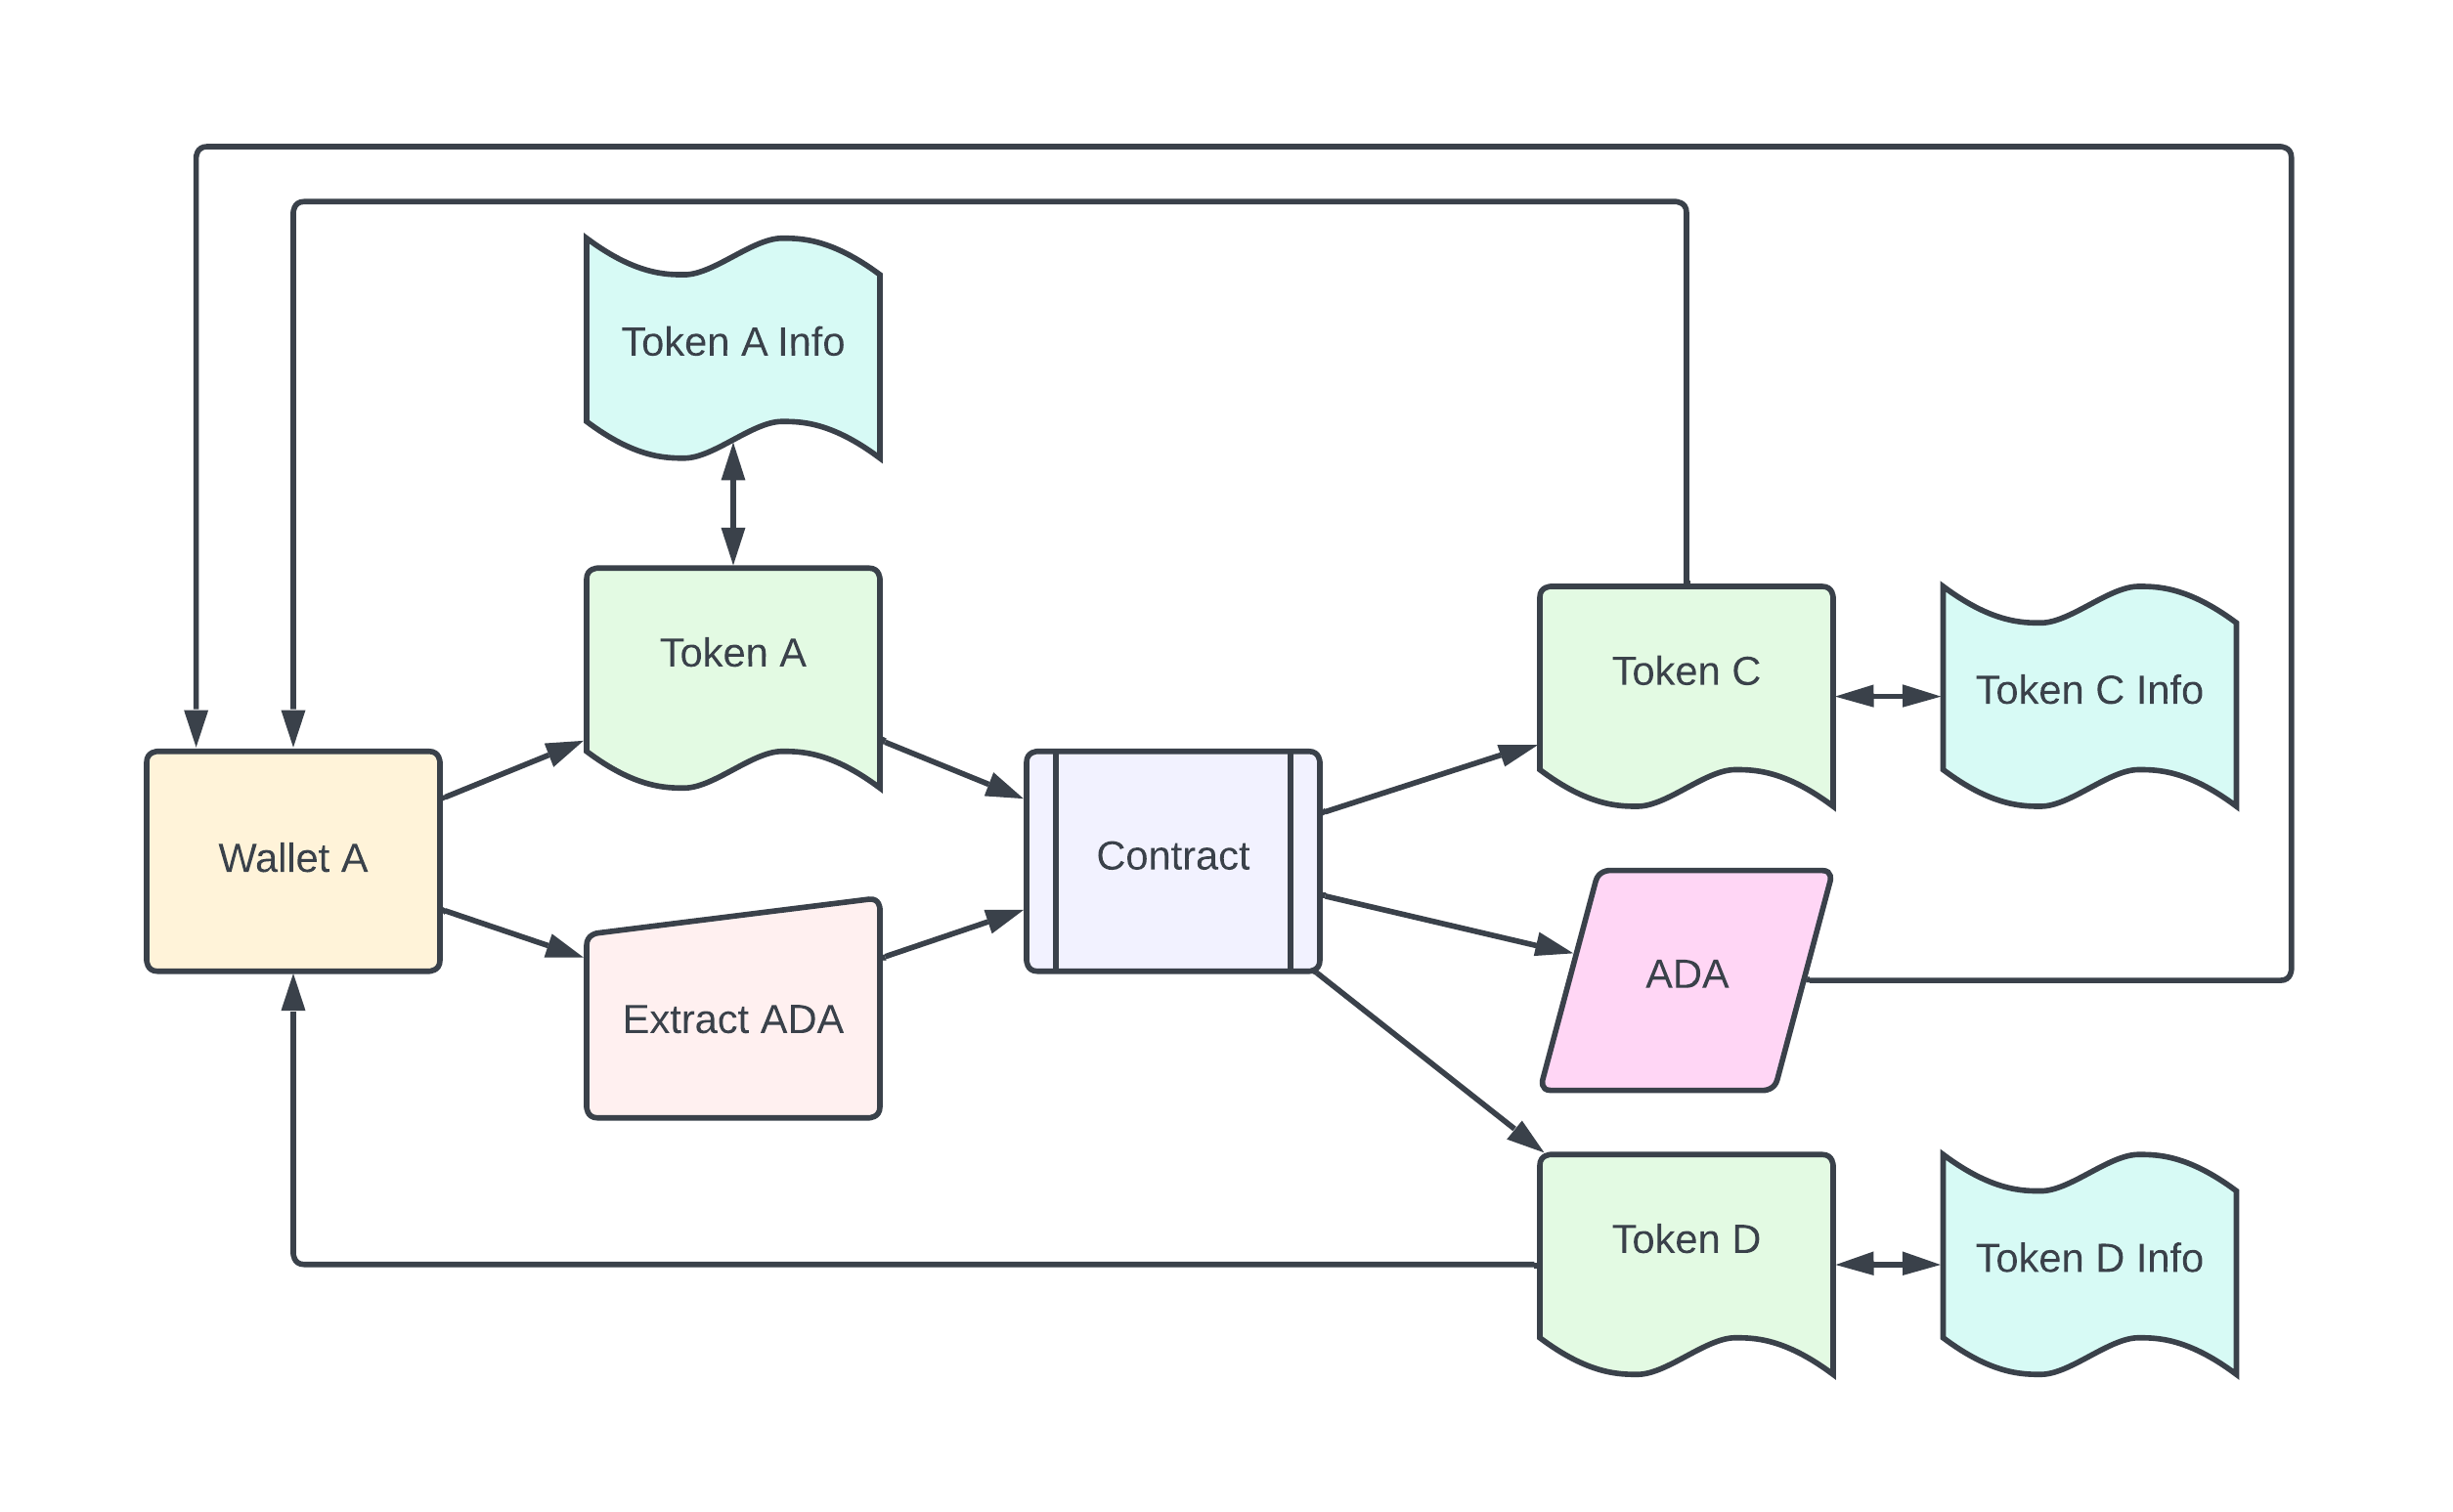 Token A Info
Token A
Token C
Token C Info
Wallet A
Contract
ADA
Extract ADA
Token D
Token D Info